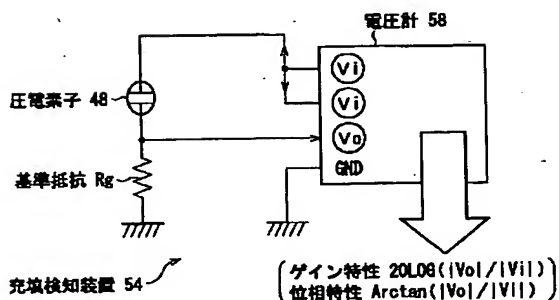 電圧計 58
Vi
Vi
圧電素子 48
Vo
GND
基準抵抗 Rg
充填検知装置 54
ゲイン特性 20LOG(|Vo|/|Vi|)
位相特性 Arctan(|Vo|/|Vi|)